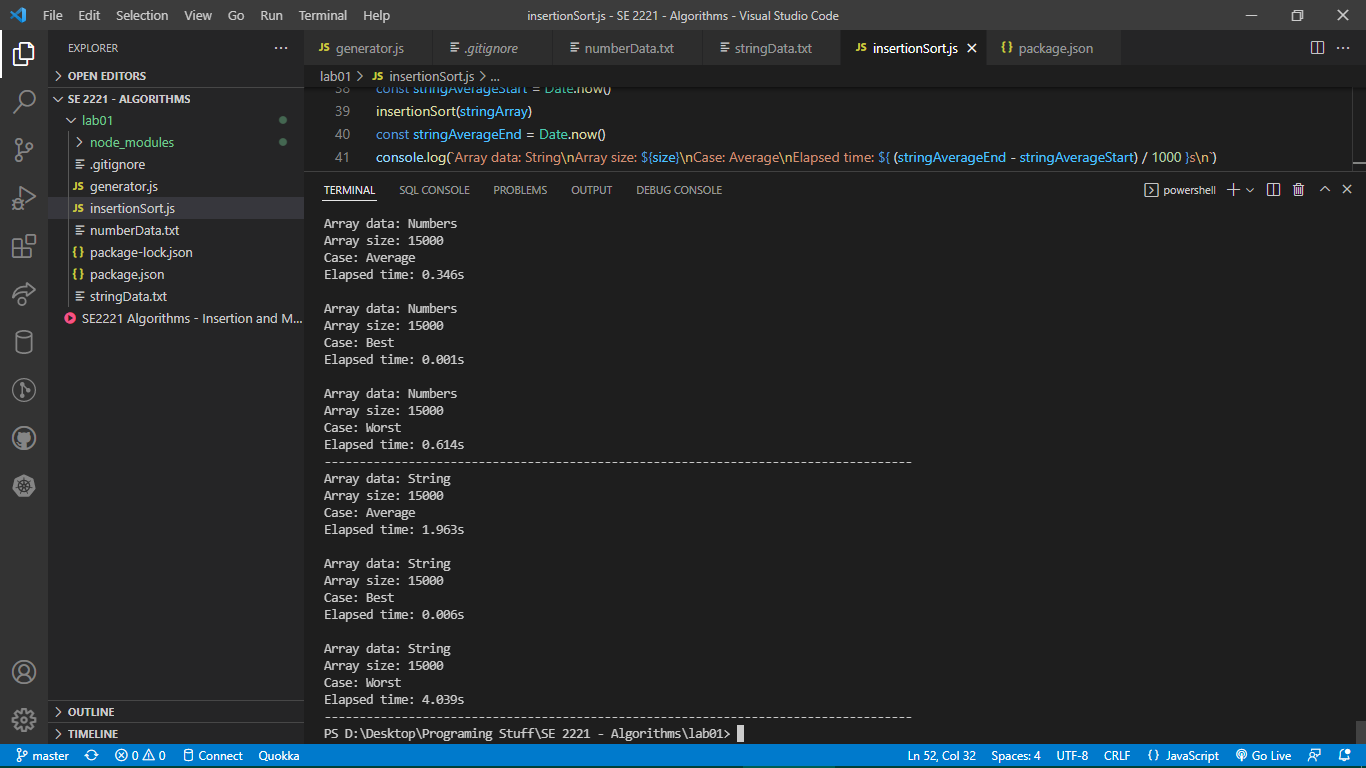 File Edit Selection View Go Run Terminal Help insertionSort.js - SE 2221 - Algorithms - Visual Studio Code
EXPLORER
OPEN EDITORS
SE 2221 - ALGORITHMS
lab01
node_modules
.gitignore
JS generator.js
JS insertionSort.js
numberData.txt
{} package-lock.json
{} package.json
stringData.txt
SE2221 Algorithms - Insertion and M...
OUTLINE
TIMELINE
JS generator.js .gitignore numberData.txt stringData.txt JS insertionSort.js {} package.json
lab01 > JS insertionSort.js > ...
38 const stringAverageStart = Date.now()
39 insertionSort(stringArray)
40 const stringAverageEnd = Date.now()
41 console.log(`Array data: String\nArray size: ${size}\nCase: Average\nElapsed time: ${ (stringAverageEnd - stringAverageStart) / 1000 }s\n`)
TERMINAL SQL CONSOLE PROBLEMS OUTPUT DEBUG CONSOLE powershell
Array data: Numbers
Array size: 15000
Case: Average
Elapsed time: 0.346s
Array data: Numbers
Array size: 15000
Case: Best
Elapsed time: 0.001s
Array data: Numbers
Array size: 15000
Case: Worst
Elapsed time: 0.614s
------------------------------------------------------------------------------------
Array data: String
Array size: 15000
Case: Average
Elapsed time: 1.963s
Array data: String
Array size: 15000
Case: Best
Elapsed time: 0.006s
Array data: String
Array size: 15000
Case: Worst
Elapsed time: 4.039s
------------------------------------------------------------------------------------
PS D:\Desktop\Programing Stuff\SE 2221 - Algorithms\lab01>
master 0 0 Connect Quokka Ln 52, Col 32 Spaces: 4 UTF-8 CRLF {} JavaScript Go Live